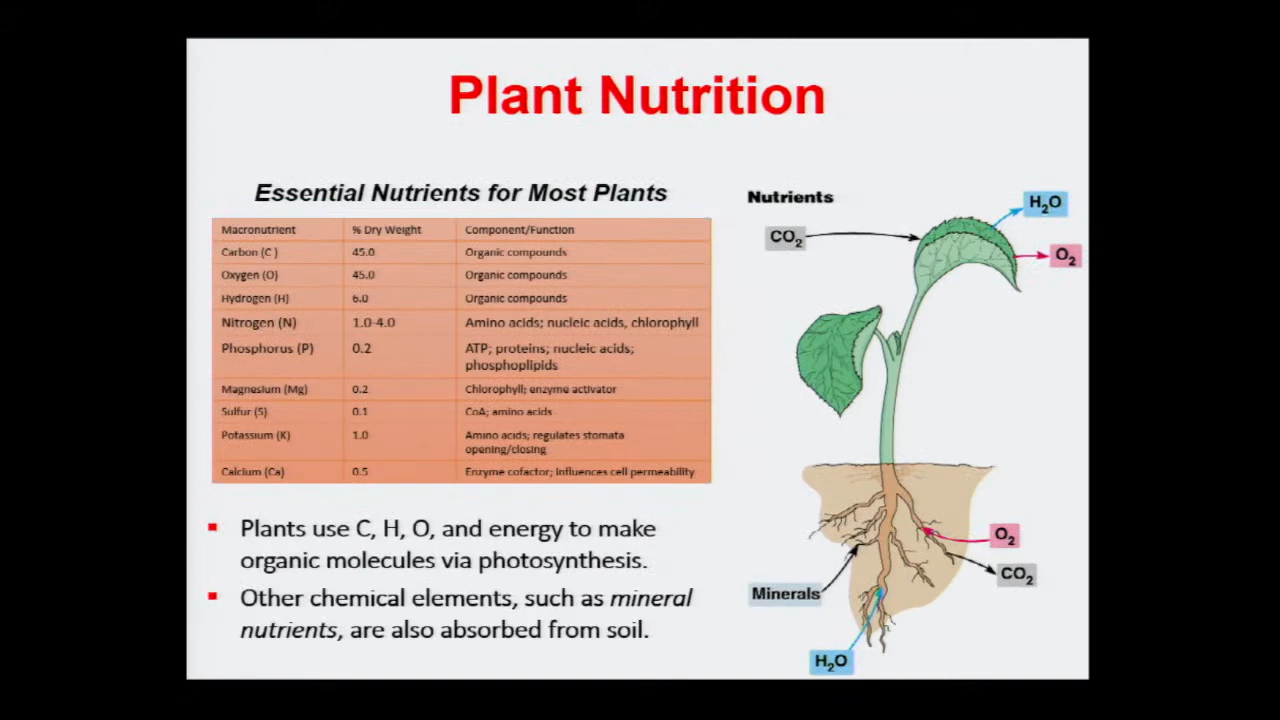 Plant Nutrition
Essential Nutrients for Most Plants
Macronutrient % Dry Weight Component/Function
Carbon (C ) 45.0 Organic compounds
Oxygen (O) 45.0 Organic compounds
Hydrogen (H) 6.0 Organic compounds
Nitrogen (N) 1.0-4.0 Amino acids; nucleic acids, chlorophyll
Phosphorus (P) 0.2 ATP; proteins; nucleic acids;
phosphoplipids
Magnesium (Mg) 0.2 Chlorophyll; enzyme activator
Sulfur (S) 0.1 CoA; amino acids
Potassium (K) 1.0 Amino acids; regulates stomata
opening/closing
Calcium (Ca) 0.5 Enzyme cofactor; influences cell permeability
▪ Plants use C, H, O, and energy to make
organic molecules via photosynthesis.
▪ Other chemical elements, such as mineral
nutrients, are also absorbed from soil.
Nutrients
H₂O
CO₂
O₂
O₂
CO₂
Minerals
H₂O